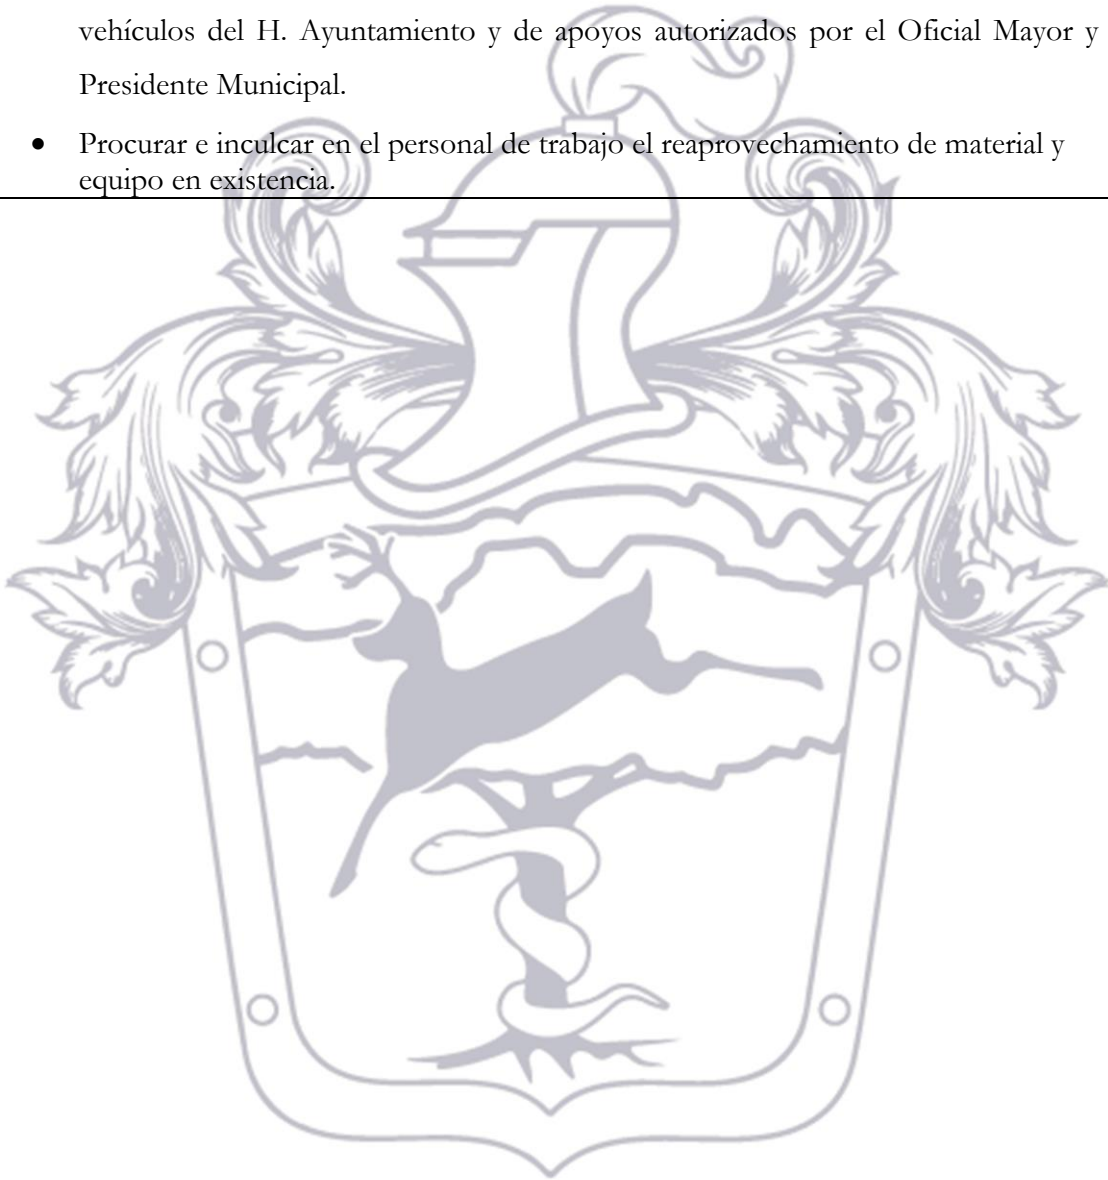 vehículos del H. Ayuntamiento y de apoyos autorizados por el Oficial Mayor y
Presidente Municipal.
• Procurar e inculcar en el personal de trabajo el reaprovechamiento de material y
equipo en existencia.